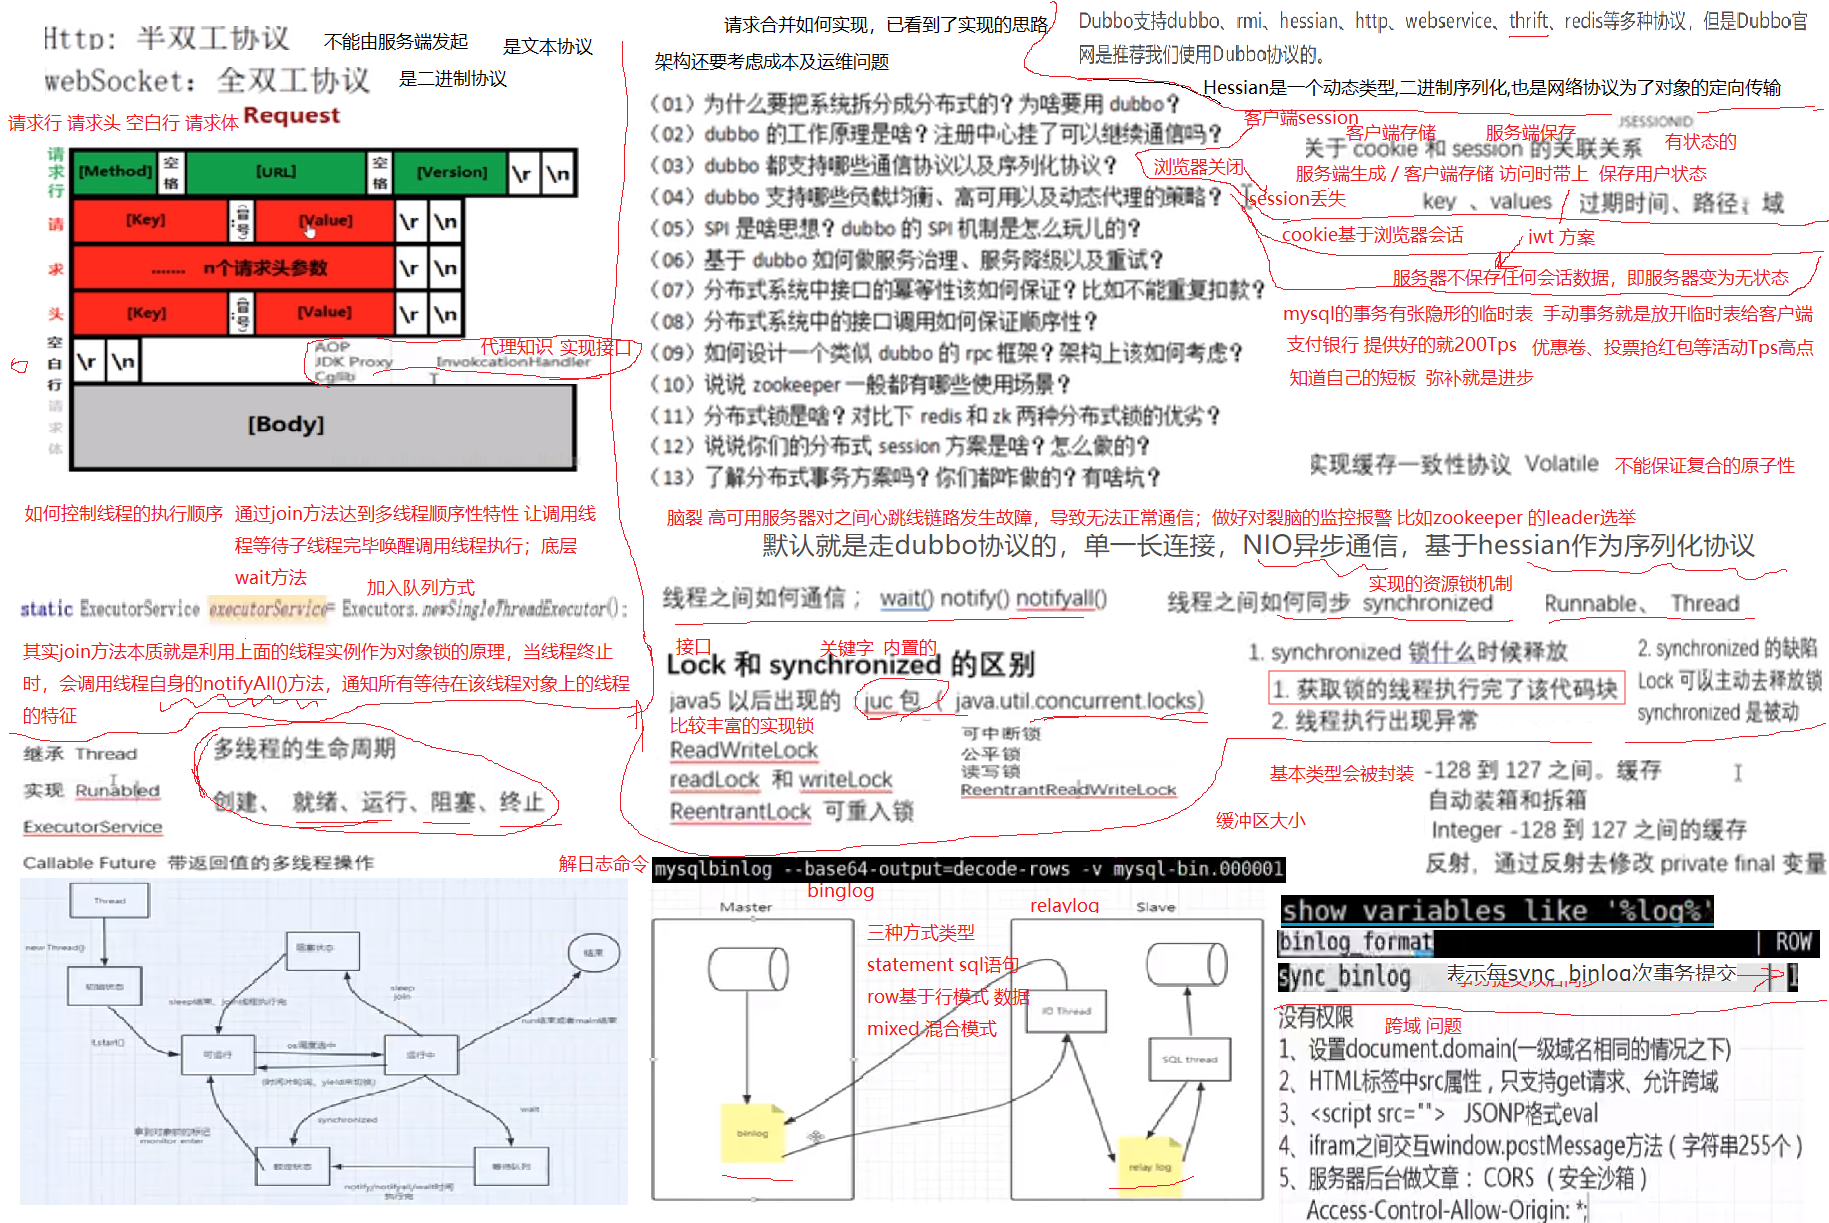 Http: 半双工协议 不能由服务端发起 是文本协议
webSocket: 全双工协议 是二进制协议
请求行 请求头 空白行 请求体 Request
请求行 [Method] 空格 [URL] 空格 [Version] \r \n
请 [Key] (冒号): [Value] \r \n
求 ....... n个请求头参数 \r \n
头 [Key] (冒号): [Value] \r \n
空白行 \r \n
AOP 代理知识 实现接口
JDK Proxy InvokcationHandler
Cglib
请求体 [Body]
如何控制线程的执行顺序 通过join方法达到多线程顺序性特性 让调用线
程等待子线程完毕唤醒调用线程执行；底层
wait方法 加入队列方式
static ExecutorService executorService= Executors.newSingleThreadExecutor();
其实join方法本质就是利用上面的线程实例作为对象锁的原理，当线程终止
时，会调用线程自身的notifyAll()方法，通知所有等待在该线程对象上的线程
的特征
继承 Thread
实现 Runabled
ExecutorService
Callable Future 带返回值的多线程操作
多线程的生命周期
创建、 就绪、运行、阻塞、终止
Thread
new Thread()
初始状态
t.start()
阻塞状态
结束
sleep结束、join线程执行完
sleep
join
run结束或者main结束
可运行
os调度选中
运行中
(时间片时间、yield来切换)
synchronized
wait
拿到对象锁的标记
monitor enter
锁定状态
等待队列
notify/notifyall/wait时间
执行完
请求合并如何实现，已看到了实现的思路
架构还要考虑成本及运维问题
（01）为什么要把系统拆分成分布式的？为啥要用 dubbo？
（02）dubbo 的工作原理是啥？注册中心挂了可以继续通信吗？
（03）dubbo 都支持哪些通信协议以及序列化协议？
（04）dubbo 支持哪些负载均衡、高可用以及动态代理的策略？
（05）SPI 是啥思想？dubbo 的 SPI 机制是怎么玩儿的？
（06）基于 dubbo 如何做服务治理、服务降级以及重试？
（07）分布式系统中接口的幂等性该如何保证？比如不能重复扣款？
（08）分布式系统中的接口调用如何保证顺序性？
（09）如何设计一个类似 dubbo 的 rpc 框架？架构上该如何考虑？
（10）说说 zookeeper 一般都有哪些使用场景？
（11）分布式锁是啥？对比下 redis 和 zk 两种分布式锁的优劣？
（12）说说你们的分布式 session 方案是啥？怎么做的？
（13）了解分布式事务方案吗？你们都咋做的？有啥坑？
脑裂 高可用服务器对之间心跳线链路发生故障，导致无法正常通信；做好对裂脑的监控报警 比如zookeeper 的leader选举
默认就是走dubbo协议的，单一长连接，NIO异步通信，基于hessian作为序列化协议
线程之间如何通信； wait() notify() notifyall()
接口 关键字 内置的
Lock 和 synchronized 的区别
java5 以后出现的 juc 包（ java.util.concurrent.locks)
比较丰富的实现锁
ReadWriteLock
readLock 和 writeLock
ReentrantLock 可重入锁
可中断锁
公平锁
读写锁
ReentrantReadWriteLock
解日志命令 mysqlbinlog --base64-output=decode-rows -v mysql-bin.000001
binglog
Master
relaylog Slave
三种方式类型
statement sql语句
row基于行模式 数据
mixed 混合模式
IO Thread
SQL thread
binlog
relay log
Dubbo支持dubbo、rmi、hessian、http、webservice、thrift、redis等多种协议，但是Dubbo官
网是推荐我们使用Dubbo协议的。
Hessian是一个动态类型,二进制序列化,也是网络协议为了对象的定向传输
客户端session JSESSIONID
客户端存储 服务端保存
关于 cookie 和 session 的关联关系 有状态的
浏览器关闭
服务端生成 / 客户端存储 访问时带上 保存用户状态
session丢失 key 、values 过期时间、路径；域
cookie基于浏览器会话 jwt 方案
服务器不保存任何会话数据，即服务器变为无状态
mysql的事务有张隐形的临时表 手动事务就是放开临时表给客户端
支付银行 提供好的就200Tps 优惠卷、投票抢红包等活动Tps高点
知道自己的短板 弥补就是进步
实现缓存一致性协议 Volatile 不能保证复合的原子性
实现的资源锁机制
线程之间如何同步 synchronized Runnable、 Thread
1. synchronized 锁什么时候释放
1. 获取锁的线程执行完了该代码块
2. 线程执行出现异常
2. synchronized 的缺陷
Lock 可以主动去释放锁
synchronized 是被动
基本类型会被封装 -128 到 127 之间。缓存
自动装箱和拆箱
缓冲区大小 Integer -128 到 127 之间的缓存
反射，通过反射去修改 private final 变量
show variables like '%log%'
binlog_format | ROW
sync_binlog 表示每sync_binlog次事务提交 | 1
没有权限 跨域 问题
1、设置document.domain(一级域名相同的情况之下)
2、HTML标签中src属性，只支持get请求、允许跨域
3、<script src=""> JSONP格式eval
4、ifram之间交互window.postMessage方法（字符串255个）
5、服务器后台做文章： CORS （安全沙箱）
Access-Control-Allow-Origin: *;